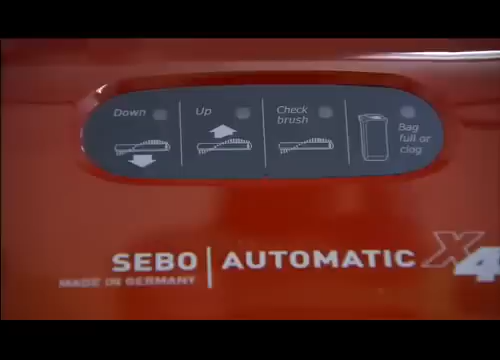 Down
Up
Check
brush
Bag
full or
clog
SEBO | AUTOMATIC X4
MADE IN GERMANY